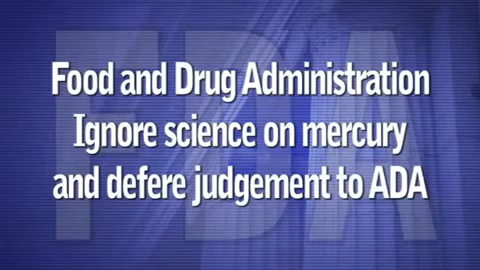 FDA
Food and Drug Administration
Ignore science on mercury
and defere judgement to ADA